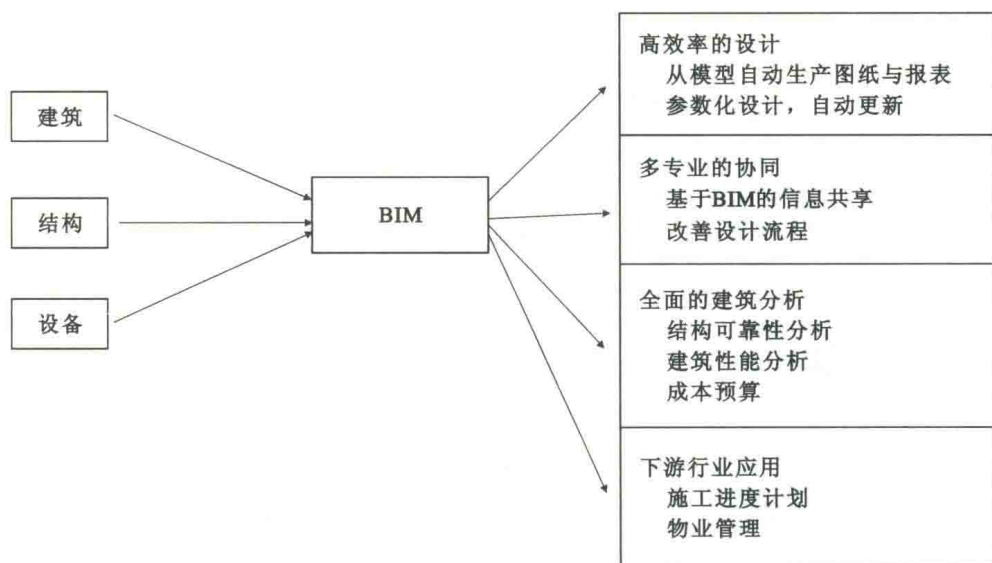 建筑
结构
设备
BIM
高效率的设计
从模型自动生产图纸与报表
参数化设计，自动更新
多专业的协同
基于BIM的信息共享
改善设计流程
全面的建筑分析
结构可靠性分析
建筑性能分析
成本预算
下游行业应用
施工进度计划
物业管理